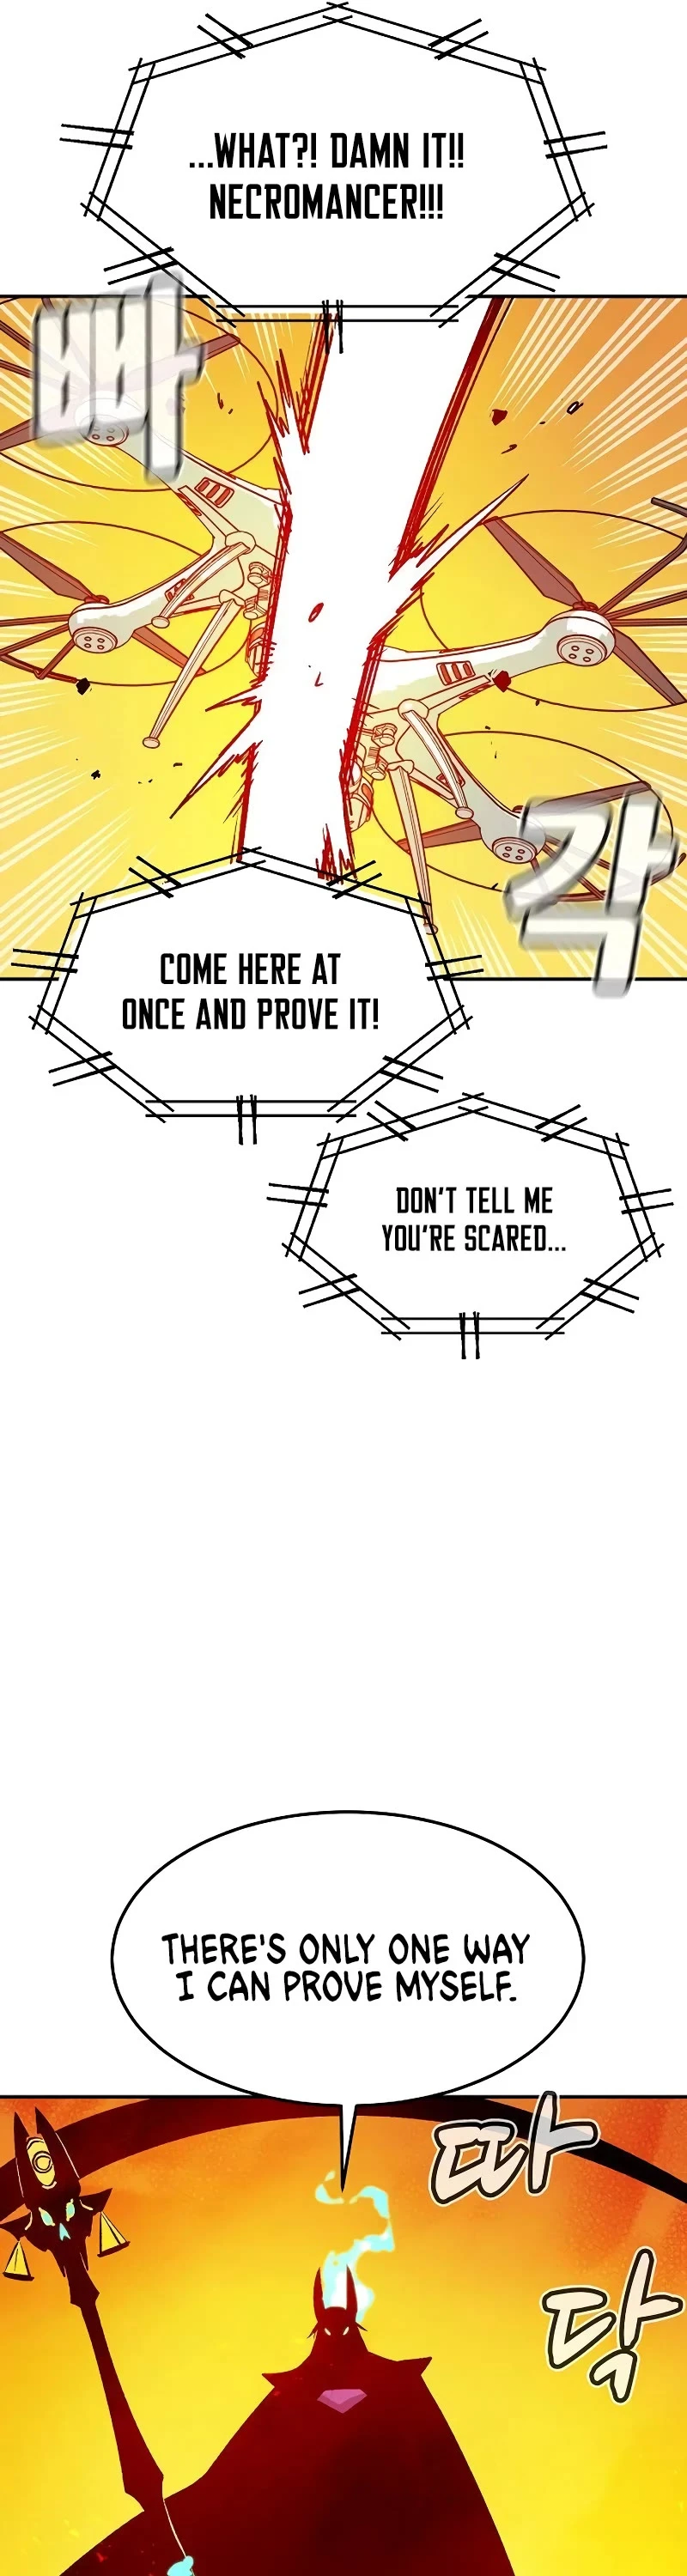 ...WHAT?! DAMN IT!!
NECROMANCER!!!
빠
각
COME HERE AT
ONCE AND PROVE IT!
DON'T TELL ME
YOU'RE SCARED...
THERE'S ONLY ONE WAY
I CAN PROVE MYSELF.
따
닥